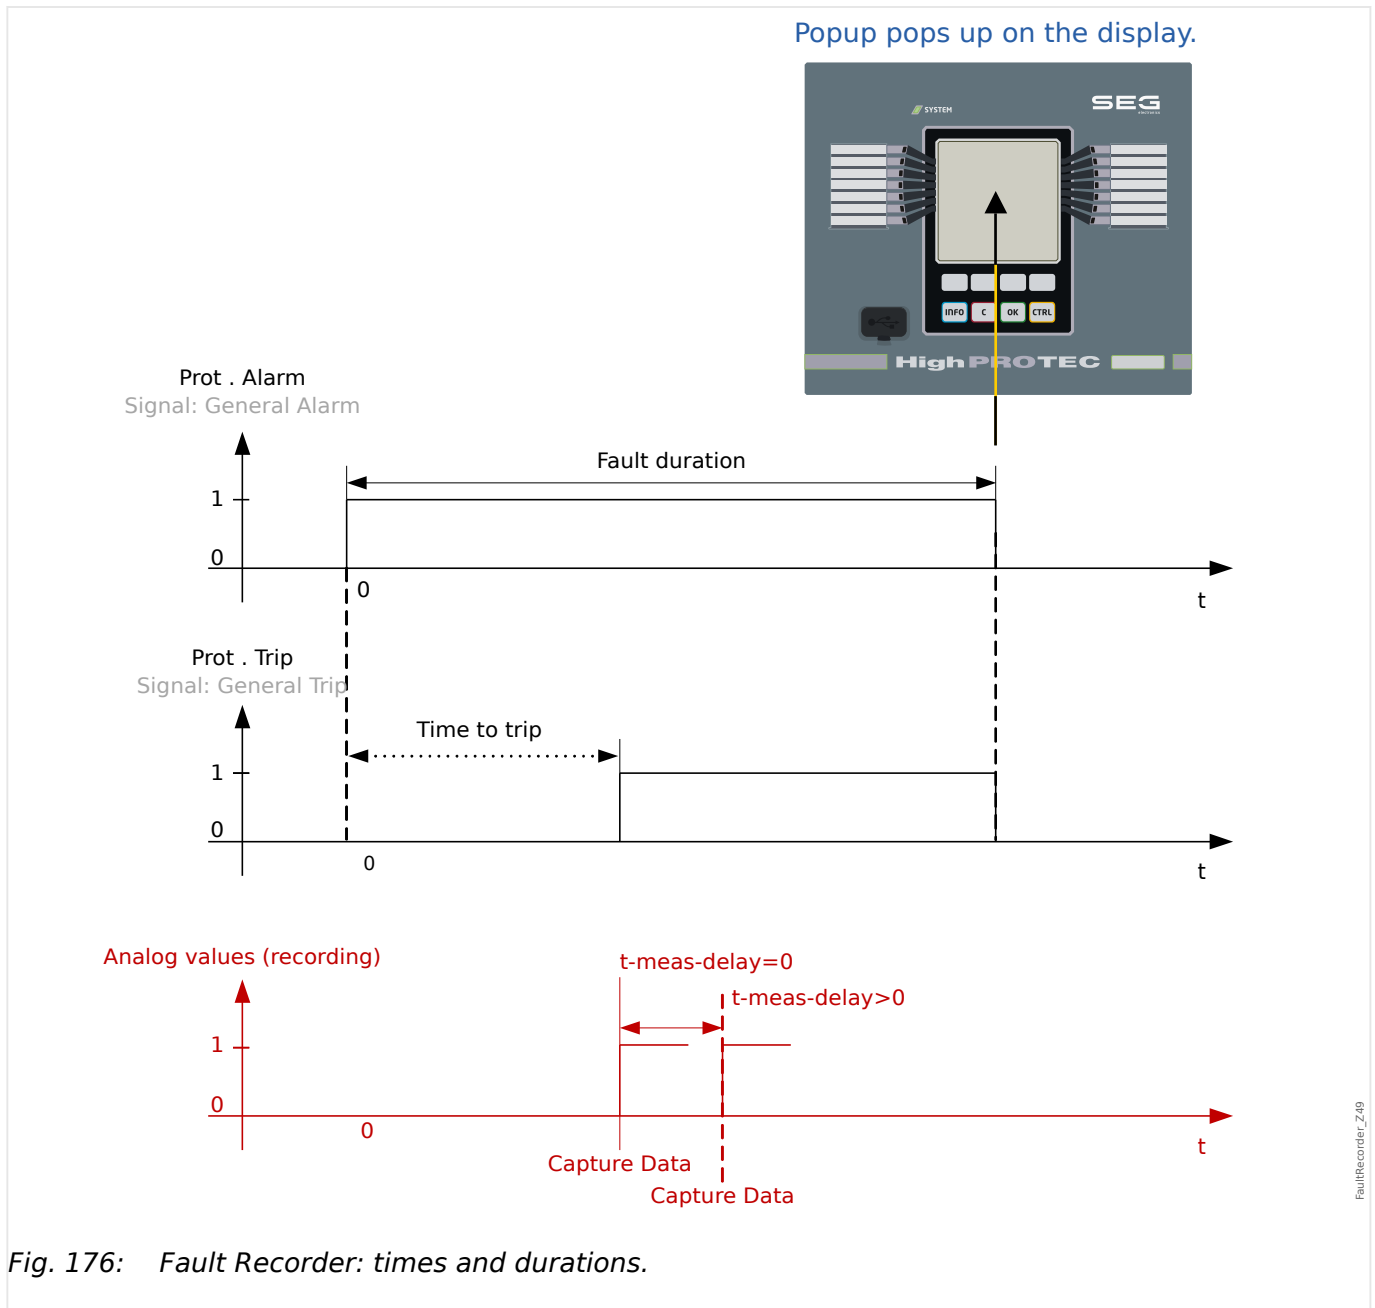 Popup pops up on the display.
SYSTEM
SEG
electronics
INFO
C
OK
CTRL
HighPROTEC
Prot . Alarm
Signal: General Alarm
Fault duration
1
0
0
t
Prot . Trip
Signal: General Trip
Time to trip
1
0
0
t
Analog values (recording)
t-meas-delay=0
t-meas-delay>0
1
0
0
t
Capture Data
Capture Data
FaultRecorder_Z49
Fig. 176: Fault Recorder: times and durations.